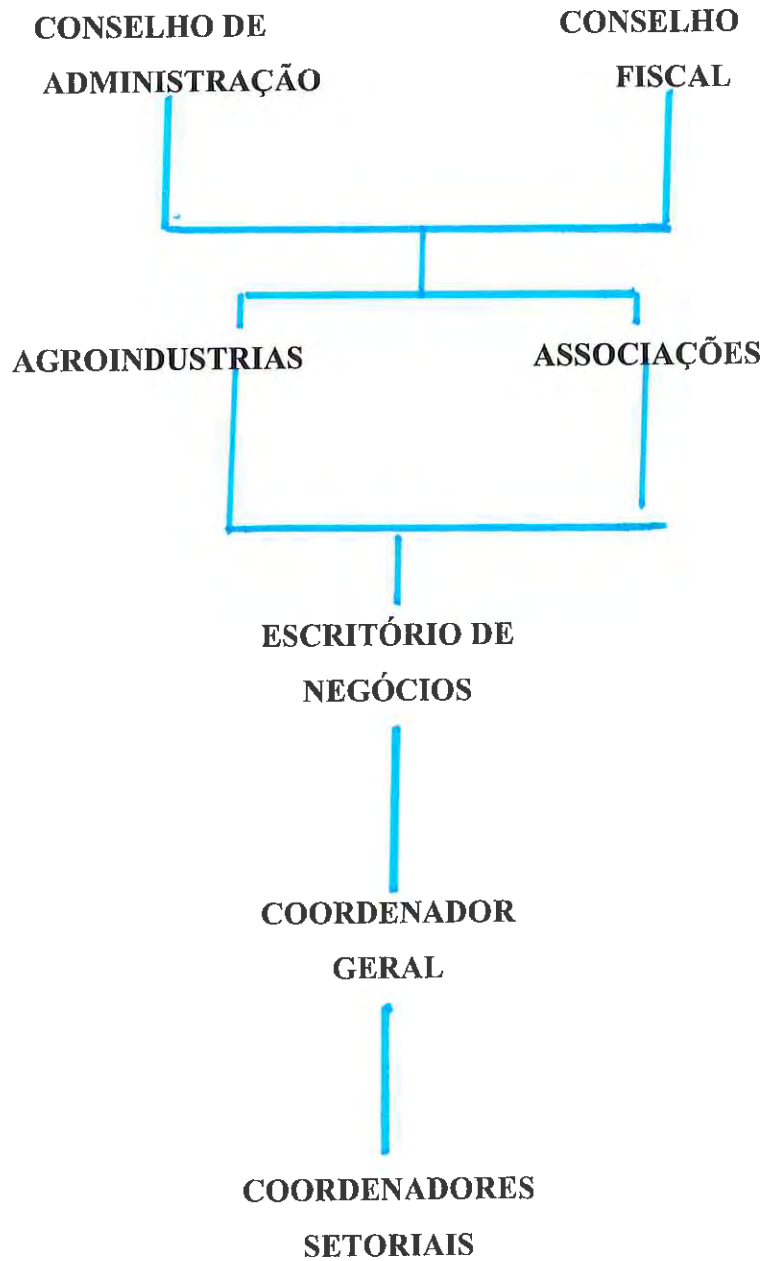 CONSELHO DE
ADMINISTRAÇÃO
CONSELHO
FISCAL
AGROINDUSTRIAS
ASSOCIAÇÕES
ESCRITÓRIO DE
NEGÓCIOS
COORDENADOR
GERAL
COORDENADORES
SETORIAIS